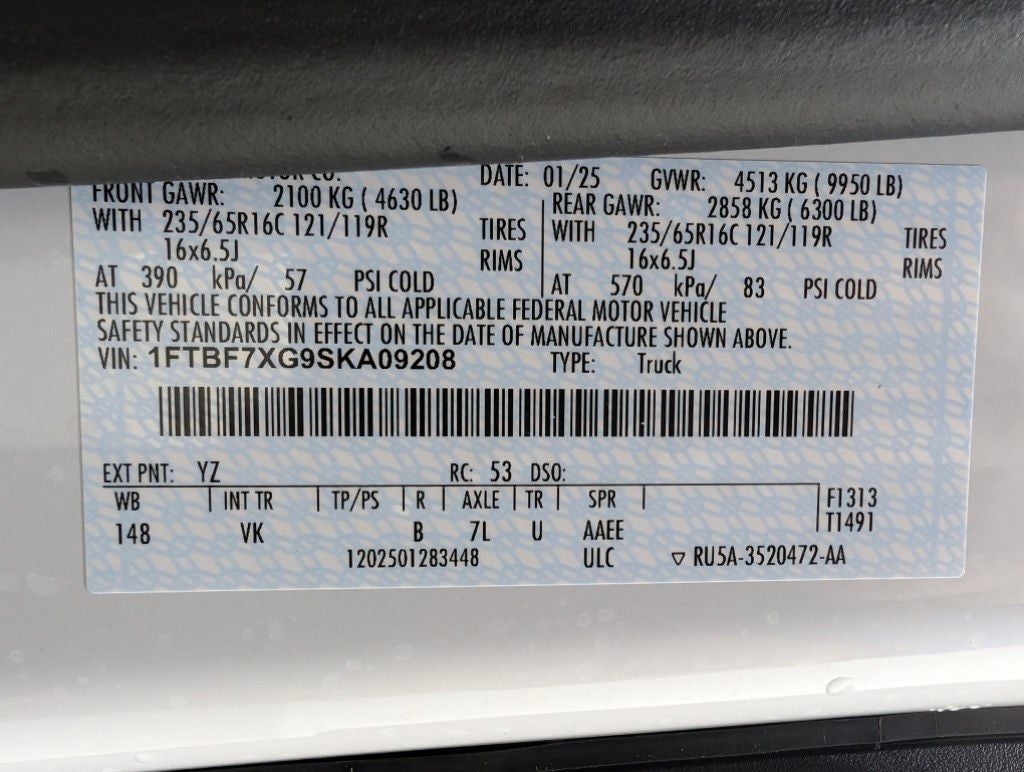 MOTOR CO. DATE: 01/25 GVWR: 4513 KG ( 9950 LB)
FRONT GAWR: 2100 KG ( 4630 LB) REAR GAWR: 2858 KG ( 6300 LB)
WITH 235/65R16C 121/119R TIRES WITH 235/65R16C 121/119R TIRES
16x6.5J RIMS 16x6.5J RIMS
AT 390 kPa/ 57 PSI COLD AT 570 kPa/ 83 PSI COLD
THIS VEHICLE CONFORMS TO ALL APPLICABLE FEDERAL MOTOR VEHICLE
SAFETY STANDARDS IN EFFECT ON THE DATE OF MANUFACTURE SHOWN ABOVE.
VIN: 1FTBF7XG9SKA09208 TYPE: Truck
EXT PNT: YZ RC: 53 DSO:
WB INT TR TP/PS R AXLE TR SPR F1313
148 VK B 7L U AAEE T1491
1202501283448 ULC ▽ RU5A-3520472-AA